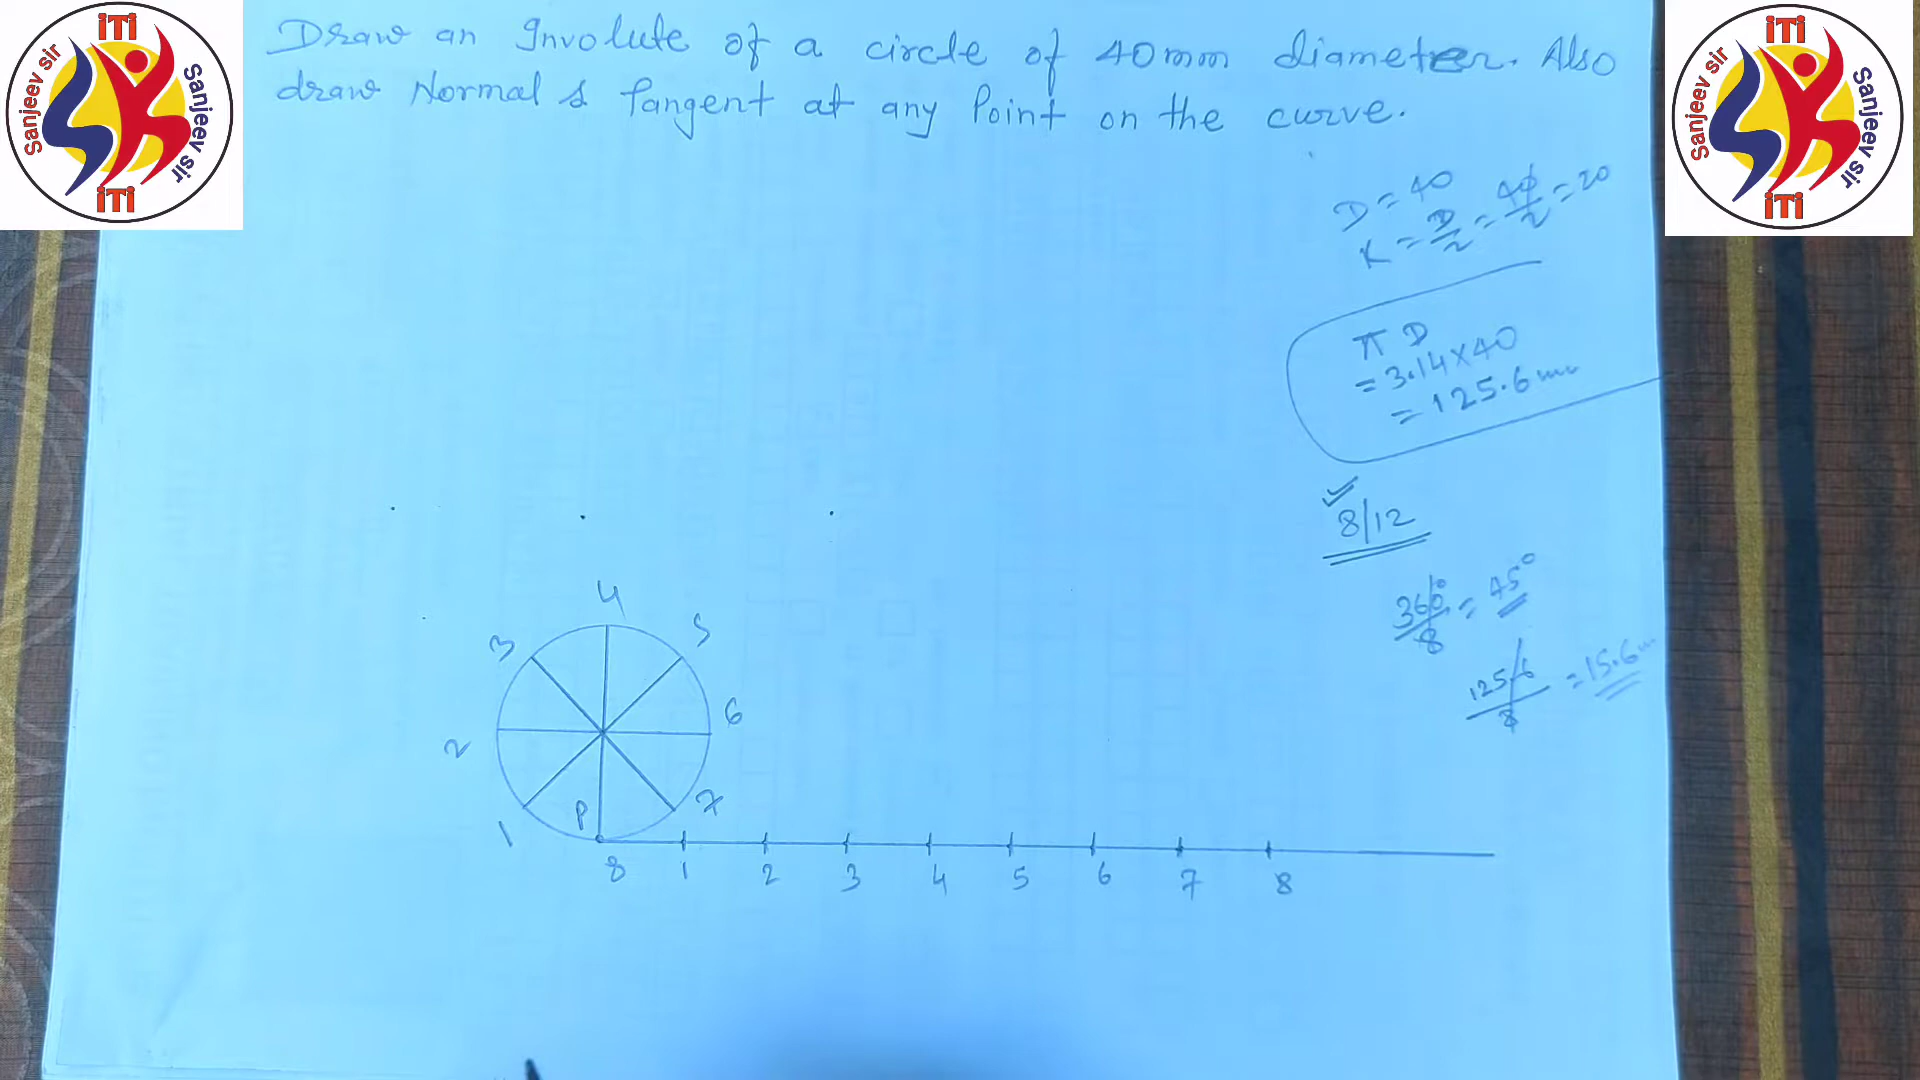 iTi
Sanjeev sir
Sanjeev sir
iTi
iTi
Sanjeev sir
Sanjeev sir
iTi
Draw an Involute of a circle of 40mm diameter. Also
draw Normal & Tangent at any Point on the curve.
D = 40
R = D/2 = 40/2 = 20
π D
= 3.14×40
= 125.6 mm
✓
8/12
360°/8 = 45°
125.6/8 = 15.6
4
3 5
2 6
1 P 7
8 1 2 3 4 5 6 7 8